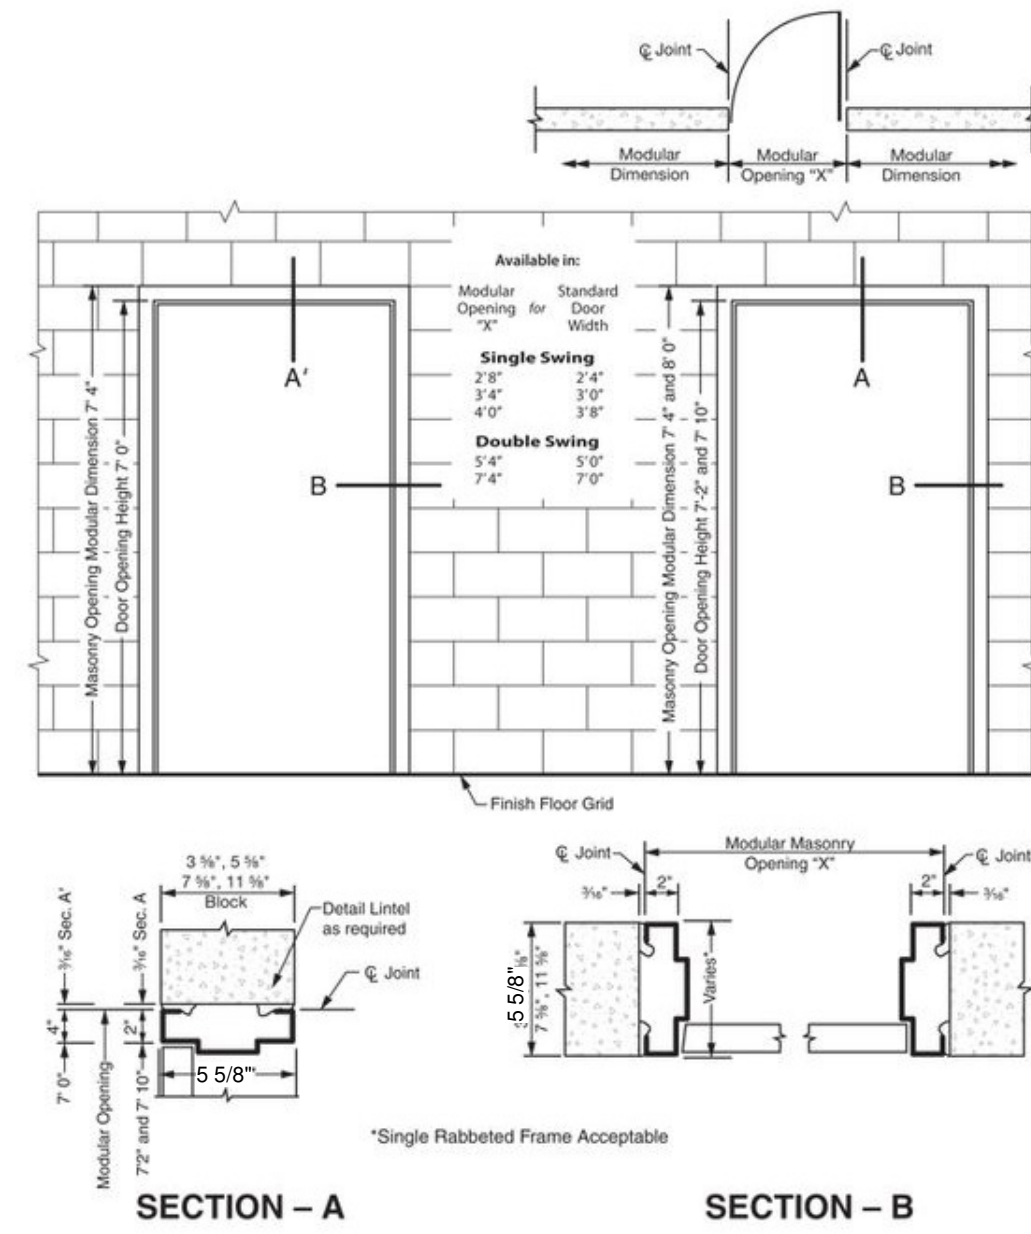 ℄ Joint
℄ Joint
Modular
Dimension
Modular
Opening "X"
Modular
Dimension
Available in:
Modular
Opening
"X"
for
Standard
Door
Width
Single Swing
2'8" 2'4"
3'4" 3'0"
4'0" 3'8"
Double Swing
5'4" 5'0"
7'4" 7'0"
A'
B
Masonry Opening Modular Dimension 7' 4"
Door Opening Height 7' 0"
A
B
Masonry Opening Modular Dimension 7' 4" and 8' 0"
Door Opening Height 7'-2" and 7' 10"
Finish Floor Grid
3 ⅝", 5 ⅝"
7 ⅝", 11 ⅝"
Block
Detail Lintel
as required
℄ Joint
3/16" Sec. A'
3/16" Sec. A
4"
2"
7' 0"
Modular Opening
7'2" and 7' 10"
5 5/8"
℄ Joint
Modular Masonry
Opening "X"
℄ Joint
3/16"
2"
2"
3/16"
5 5/8"
7 ⅝", 11 ⅝"
Varies*
*Single Rabbeted Frame Acceptable
SECTION – A
SECTION – B